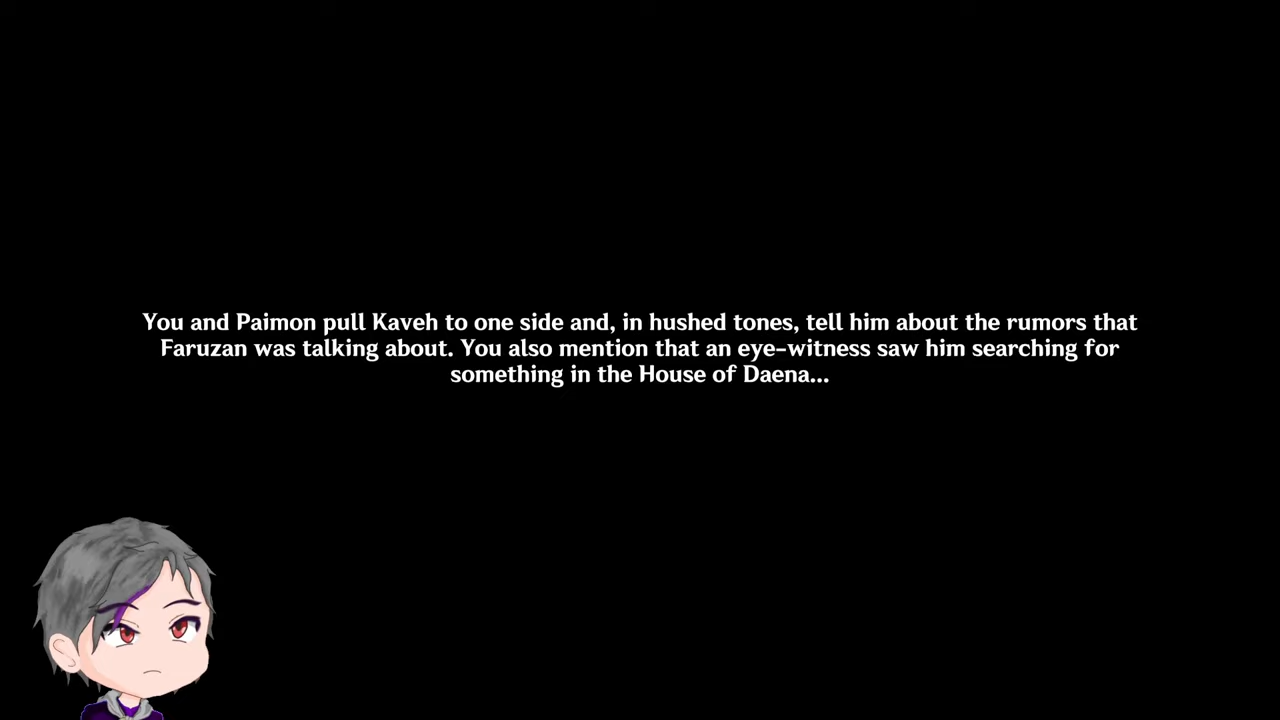 You and Paimon pull Kaveh to one side and, in hushed tones, tell him about the rumors that
Faruzan was talking about. You also mention that an eye-witness saw him searching for
something in the House of Daena...